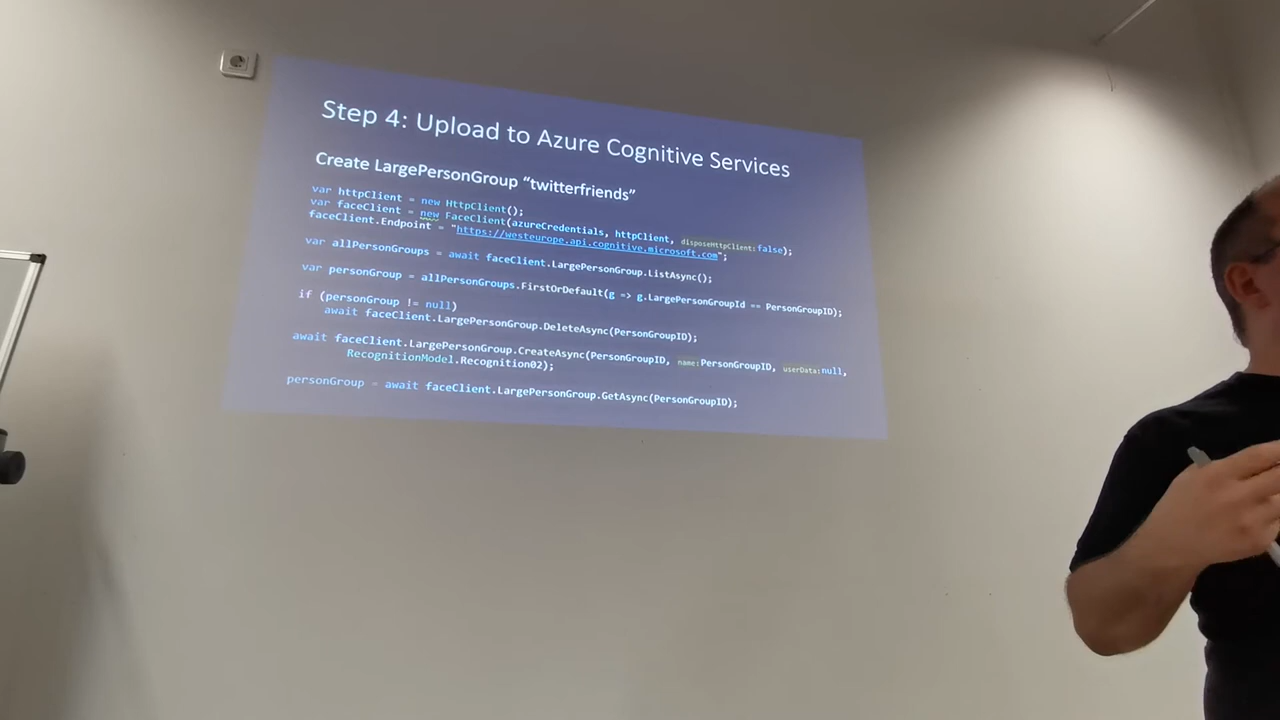 Step 4: Upload to Azure Cognitive Services
Create LargePersonGroup “twitterfriends”
var httpClient = new HttpClient();
var faceClient = new FaceClient(azureCredentials, httpClient, disposeHttpClient:false);
faceClient.Endpoint = "https://westeurope.api.cognitive.microsoft.com";
var allPersonGroups = await faceClient.LargePersonGroup.ListAsync();
var personGroup = allPersonGroups.FirstOrDefault(g => g.LargePersonGroupId == PersonGroupID);
if (personGroup != null)
await faceClient.LargePersonGroup.DeleteAsync(PersonGroupID);
await faceClient.LargePersonGroup.CreateAsync(PersonGroupID, name:PersonGroupID, userData:null,
RecognitionModel.Recognition02);
personGroup = await faceClient.LargePersonGroup.GetAsync(PersonGroupID);